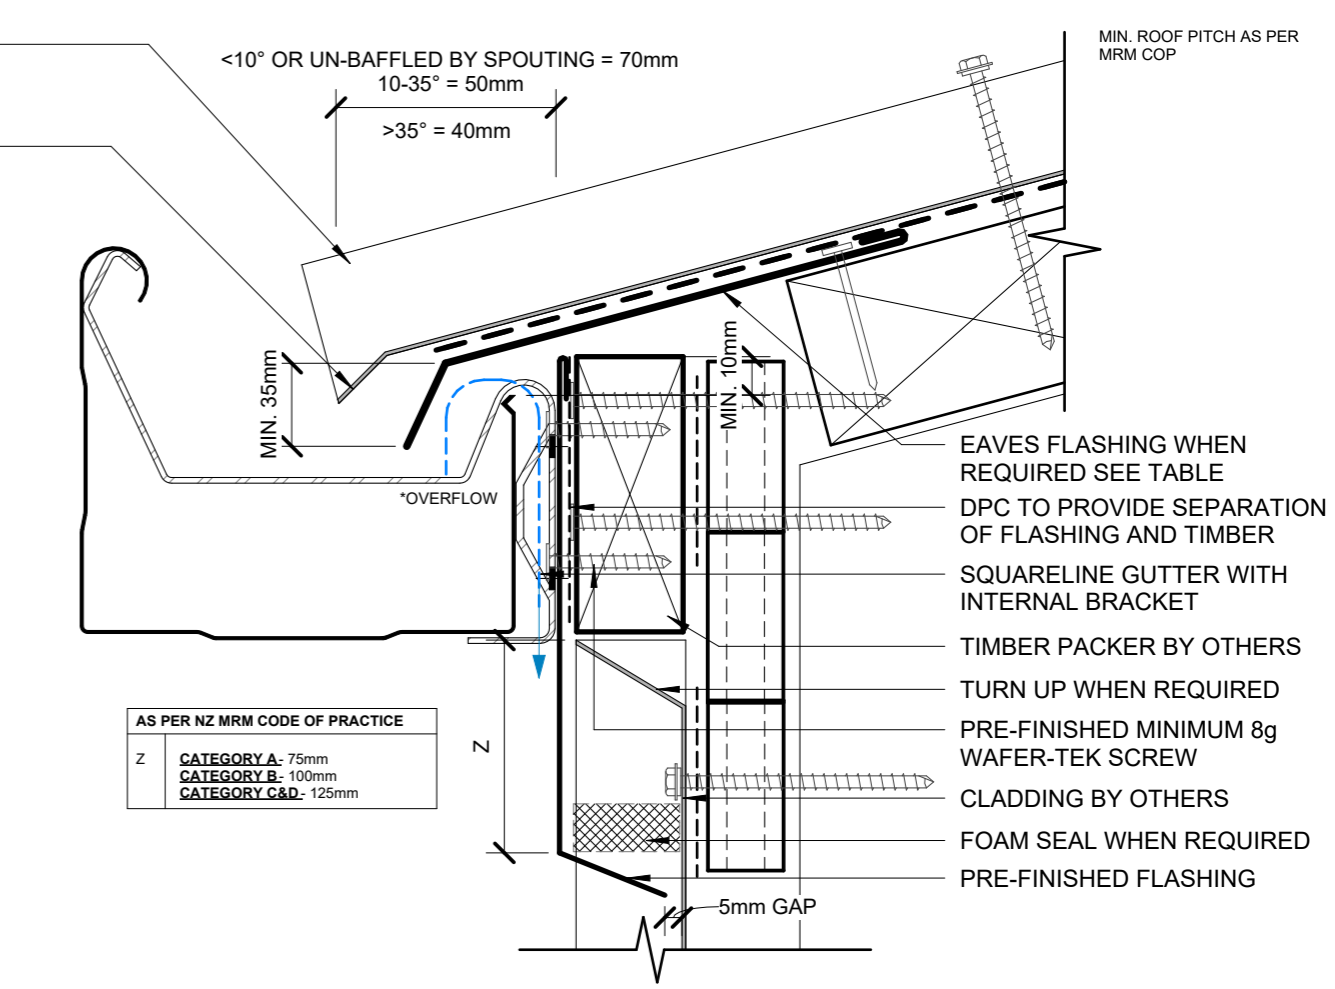 MIN. ROOF PITCH AS PER
MRM COP
<10° OR UN-BAFFLED BY SPOUTING = 70mm
10-35° = 50mm
>35° = 40mm
MIN. 35mm
MIN. 10mm
*OVERFLOW
EAVES FLASHING WHEN
REQUIRED SEE TABLE
DPC TO PROVIDE SEPARATION
OF FLASHING AND TIMBER
SQUARELINE GUTTER WITH
INTERNAL BRACKET
TIMBER PACKER BY OTHERS
TURN UP WHEN REQUIRED
PRE-FINISHED MINIMUM 8g
WAFER-TEK SCREW
CLADDING BY OTHERS
FOAM SEAL WHEN REQUIRED
PRE-FINISHED FLASHING
5mm GAP
Z
AS PER NZ MRM CODE OF PRACTICE
Z CATEGORY A- 75mm
CATEGORY B- 100mm
CATEGORY C&D- 125mm